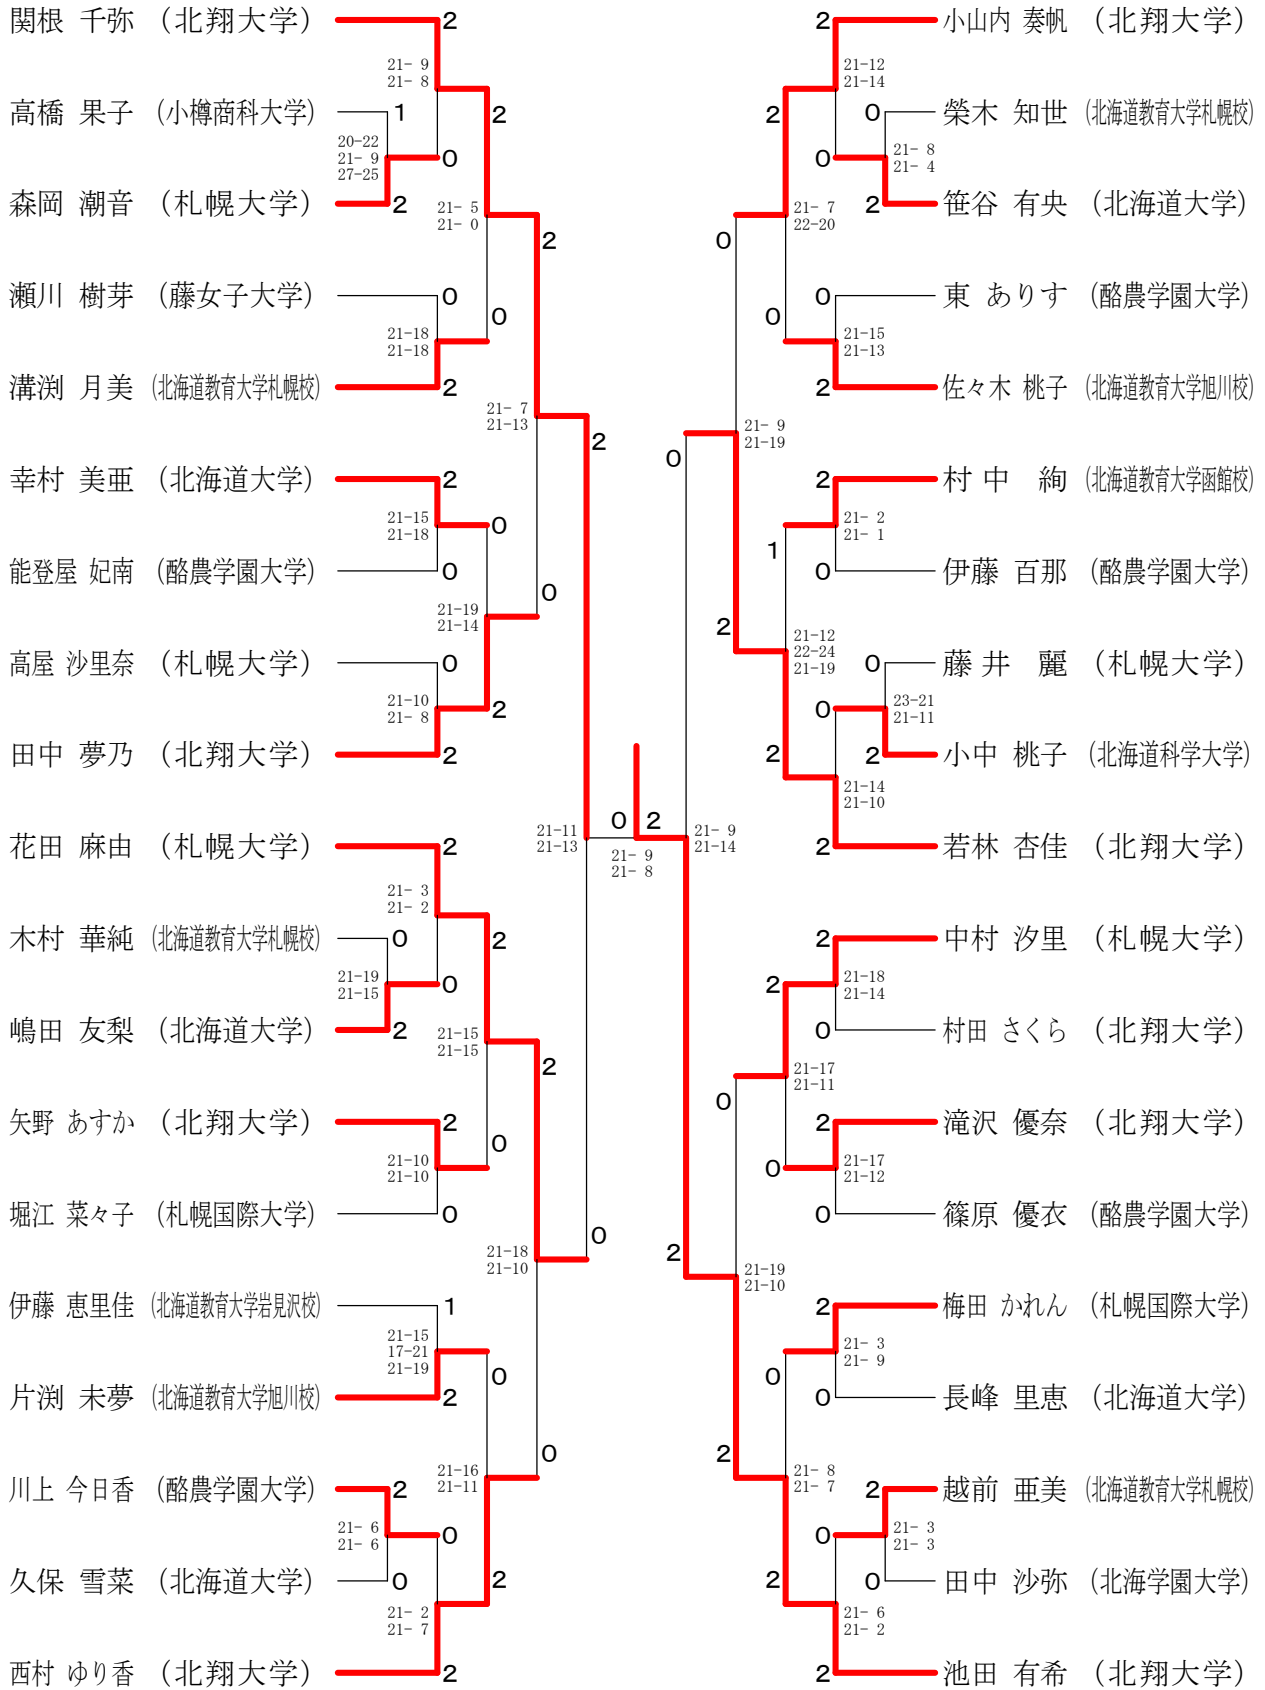 関根 千弥 (北翔大学) 2
21- 9
21- 8
高橋 果子 (小樽商科大学) 1
2
20-22
21- 9
27-25
0
森岡 潮音 (札幌大学) 2
21- 5
21- 0
2
瀬川 樹芽 (藤女子大学) 0
0
21-18
21-18
溝渕 月美 (北海道教育大学札幌校) 2
21- 7
21-13
2
幸村 美亜 (北海道大学) 2
21-15
21-18
0
能登屋 妃南 (酪農学園大学) 0
0
21-19
21-14
高屋 沙里奈 (札幌大学) 0
21-10
21- 8
2
田中 夢乃 (北翔大学) 2
21-11
21-13
花田 麻由 (札幌大学) 2
21- 3
21- 2
木村 華純 (北海道教育大学札幌校) 0
2
21-19
21-15
0
嶋田 友梨 (北海道大学) 2
21-15
21-15
2
矢野 あすか (北翔大学) 2
0
21-10
21-10
堀江 菜々子 (札幌国際大学) 0
0
21-18
21-10
伊藤 恵里佳 (北海道教育大学岩見沢校) 1
21-15
17-21
21-19
0
片渕 未夢 (北海道教育大学旭川校) 2
0
21-16
21-11
川上 今日香 (酪農学園大学) 2
21- 6
21- 6
0
久保 雪菜 (北海道大学) 0
2
21- 2
21- 7
西村 ゆり香 (北翔大学) 2
0 2
21- 9
21- 8
2 小山内 奏帆 (北翔大学)
21-12
21-14
2
0 榮木 知世 (北海道教育大学札幌校)
21- 8
21- 4
0
2 笹谷 有央 (北海道大学)
21- 7
22-20
0
0 東 ありす (酪農学園大学)
0
21-15
21-13
2 佐々木 桃子 (北海道教育大学旭川校)
21- 9
21-19
0
2 村中 絢 (北海道教育大学函館校)
21- 2
21- 1
1
0 伊藤 百那 (酪農学園大学)
2
21-12
22-24
21-19
0 藤井 麗 (札幌大学)
23-21
21-11
0
2 小中 桃子 (北海道科学大学)
2
21-14
21-10
2 若林 杏佳 (北翔大学)
21- 9
21-14
2 中村 汐里 (札幌大学)
21-18
21-14
2
0 村田 さくら (北翔大学)
21-17
21-11
0
2 滝沢 優奈 (北翔大学)
21-17
21-12
0
0 篠原 優衣 (酪農学園大学)
2
21-19
21-10
2 梅田 かれん (札幌国際大学)
21- 3
21- 9
0
0 長峰 里恵 (北海道大学)
2
21- 8
21- 7
2 越前 亜美 (北海道教育大学札幌校)
21- 3
21- 3
0
0 田中 沙弥 (北海学園大学)
2
21- 6
21- 2
2 池田 有希 (北翔大学)